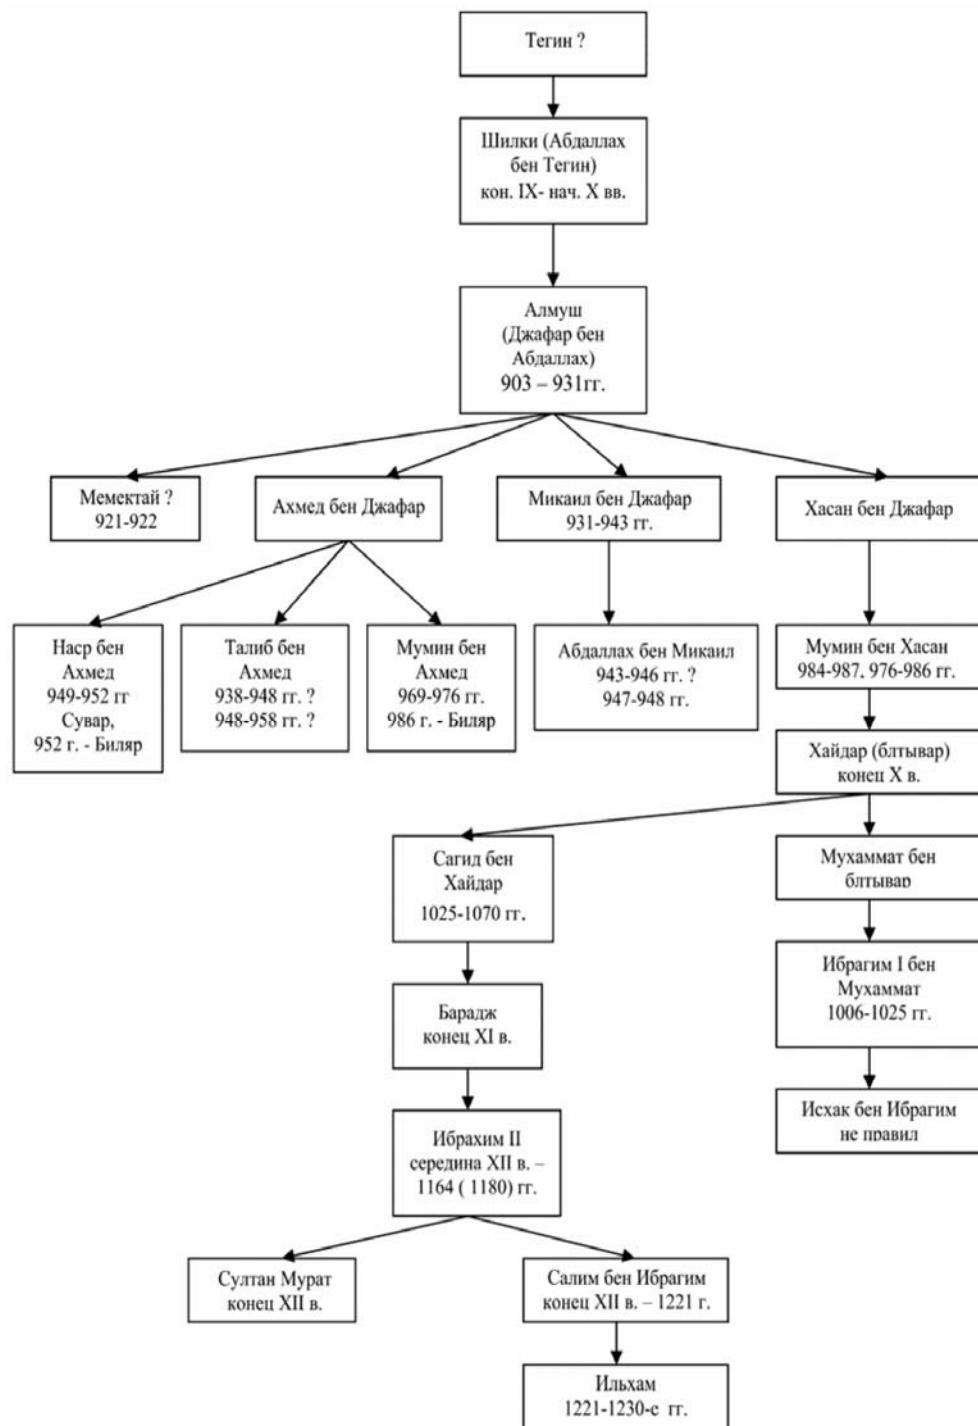 Тегин ?
Шилки (Абдаллах
бен Тегин)
кон. IX- нач. X вв.
Алмуш
(Джафар бен
Абдаллах)
903 – 931гг.
Мемектай ?
921-922
Ахмед бен Джафар
Микаил бен Джафар
931-943 гг.
Хасан бен Джафар
Наср бен
Ахмед
949-952 гг
Сувар,
952 г. - Биляр
Талиб бен
Ахмед
938-948 гг. ?
948-958 гг. ?
Мумин бен
Ахмед
969-976 гг.
986 г. - Биляр
Абдаллах бен Микаил
943-946 гг. ?
947-948 гг.
Мумин бен Хасан
984-987, 976-986 гг.
Хайдар (блтывар)
конец X в.
Сагид бен
Хайдар
1025-1070 гг.
Мухаммат бен
блтывар
Барадж
конец XI в.
Ибрагим I бен
Мухаммат
1006-1025 гг.
Ибрахим II
середина XII в. –
1164 ( 1180) гг.
Исхак бен Ибрагим
не правил
Султан Мурат
конец XII в.
Салим бен Ибрагим
конец XII в. – 1221 г.
Ильхам
1221-1230-е гг.